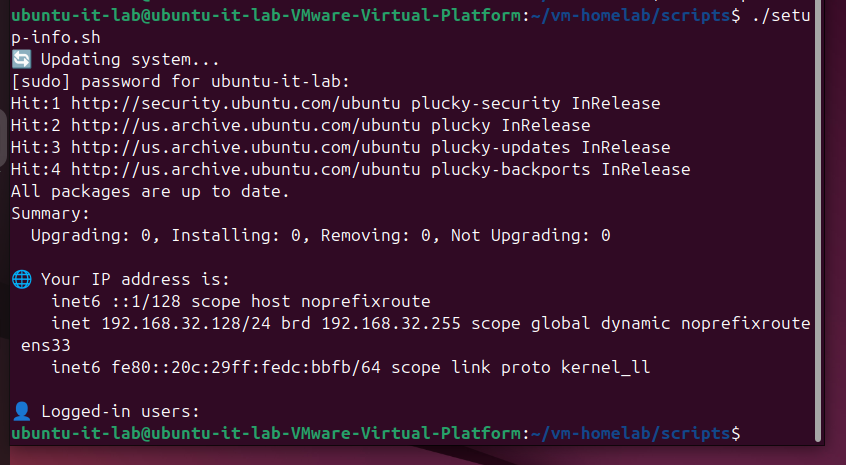 ubuntu-it-lab@ubuntu-it-lab-VMware-Virtual-Platform:~/vm-homelab/scripts$ ./setu
p-info.sh
🔄 Updating system...
[sudo] password for ubuntu-it-lab:
Hit:1 http://security.ubuntu.com/ubuntu plucky-security InRelease
Hit:2 http://us.archive.ubuntu.com/ubuntu plucky InRelease
Hit:3 http://us.archive.ubuntu.com/ubuntu plucky-updates InRelease
Hit:4 http://us.archive.ubuntu.com/ubuntu plucky-backports InRelease
All packages are up to date.
Summary:
  Upgrading: 0, Installing: 0, Removing: 0, Not Upgrading: 0
🌐 Your IP address is:
    inet6 ::1/128 scope host noprefixroute
    inet 192.168.32.128/24 brd 192.168.32.255 scope global dynamic noprefixroute
 ens33
    inet6 fe80::20c:29ff:fedc:bbfb/64 scope link proto kernel_ll
👤 Logged-in users:
ubuntu-it-lab@ubuntu-it-lab-VMware-Virtual-Platform:~/vm-homelab/scripts$